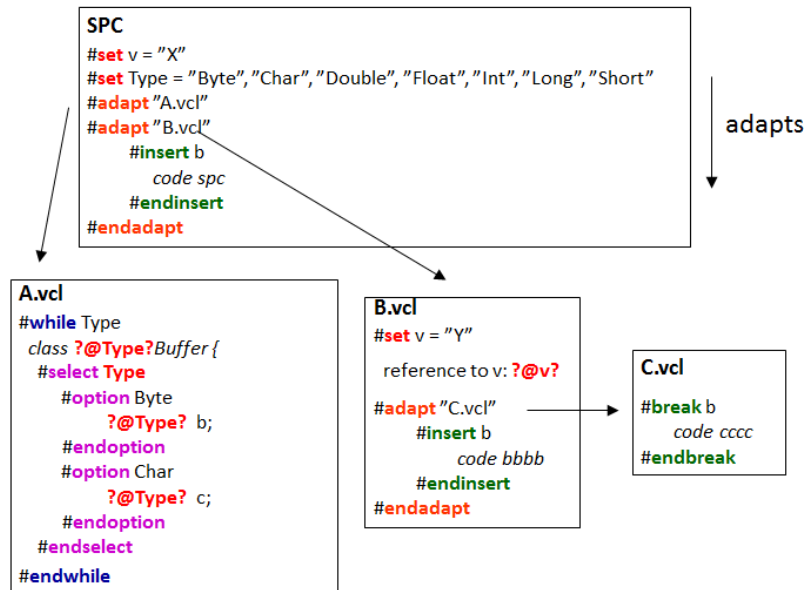 SPC
#set v = ”X”
#set Type = ”Byte”,”Char”,”Double”,”Float”,”Int”,”Long”,”Short”
#adapt ”A.vcl”
#adapt ”B.vcl”
#insert b
code spc
#endinsert
#endadapt
adapts
A.vcl
#while Type
class ?@Type?Buffer {
#select Type
#option Byte
?@Type? b;
#endoption
#option Char
?@Type? c;
#endoption
#endselect
#endwhile
B.vcl
#set v = ”Y”
reference to v: ?@v?
#adapt ”C.vcl”
#insert b
code bbbb
#endinsert
#endadapt
C.vcl
#break b
code cccc
#endbreak